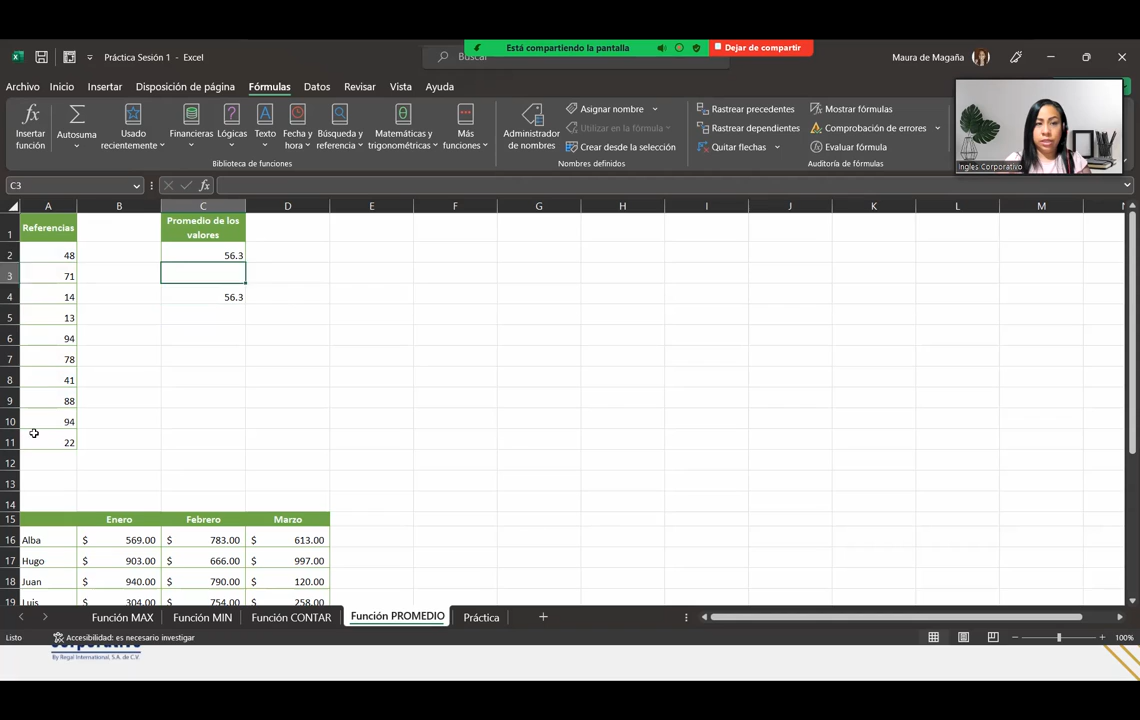 Está compartiendo la pantalla
Dejar de compartir
Práctica Sesión 1 - Excel
Buscar
Maura de Magaña
Archivo Inicio Insertar Disposición de página Fórmulas Datos Revisar Vista Ayuda
Insertar función
Autosuma
Usado recientemente
Financieras
Lógicas
Texto
Fecha y hora
Búsqueda y referencia
Matemáticas y trigonométricas
Más funciones
Biblioteca de funciones
Administrador de nombres
Asignar nombre
Utilizar en la fórmula
Crear desde la selección
Nombres definidos
Rastrear precedentes
Rastrear dependientes
Quitar flechas
Mostrar fórmulas
Comprobación de errores
Evaluar fórmula
Auditoría de fórmulas
Ingles Corporativo
C3
fx
A B C D E F G H I J K L M
1 Referencias Promedio de los valores
2 48 56.3
3 71
4 14 56.3
5 13
6 94
7 78
8 41
9 88
10 94
11 22
12
13
14
15 Enero Febrero Marzo
16 Alba $ 569.00 $ 783.00 $ 613.00
17 Hugo $ 903.00 $ 666.00 $ 997.00
18 Juan $ 940.00 $ 790.00 $ 120.00
19 Luis $ 304.00 $ 754.00 $ 258.00
Función MAX Función MIN Función CONTAR Función PROMEDIO Práctica
Listo
Accesibilidad: es necesario investigar
100%
corporativo
By Regal International, S.A. de C.V.